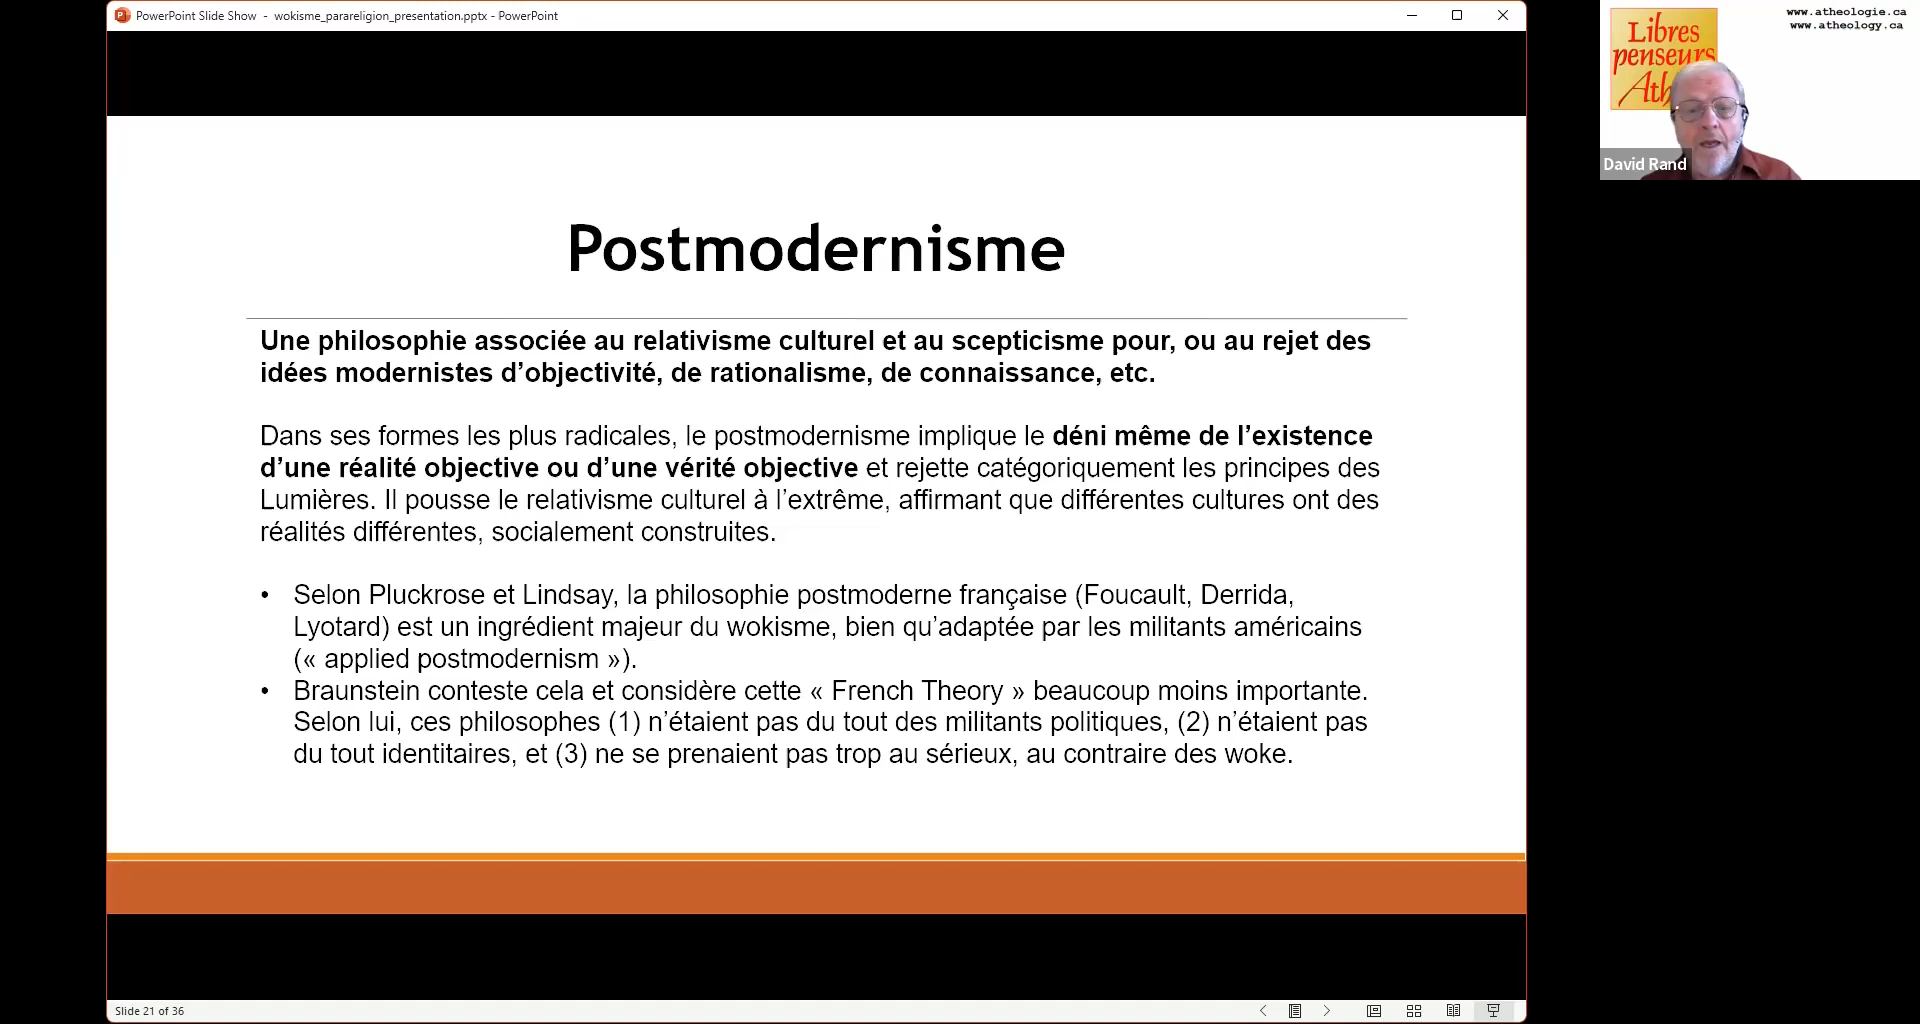 PowerPoint Slide Show - wokisme_parareligion_presentation.pptx - PowerPoint
Postmodernisme
Une philosophie associée au relativisme culturel et au scepticisme pour, ou au rejet des
idées modernistes d’objectivité, de rationalisme, de connaissance, etc.
Dans ses formes les plus radicales, le postmodernisme implique le déni même de l’existence
d’une réalité objective ou d’une vérité objective et rejette catégoriquement les principes des
Lumières. Il pousse le relativisme culturel à l’extrême, affirmant que différentes cultures ont des
réalités différentes, socialement construites.
• Selon Pluckrose et Lindsay, la philosophie postmoderne française (Foucault, Derrida,
Lyotard) est un ingrédient majeur du wokisme, bien qu’adaptée par les militants américains
(« applied postmodernism »).
• Braunstein conteste cela et considère cette « French Theory » beaucoup moins importante.
Selon lui, ces philosophes (1) n’étaient pas du tout des militants politiques, (2) n’étaient pas
du tout identitaires, et (3) ne se prenaient pas trop au sérieux, au contraire des woke.
Slide 21 of 36
www.atheologie.ca
www.atheology.ca
Libres
penseurs
Ath
David Rand